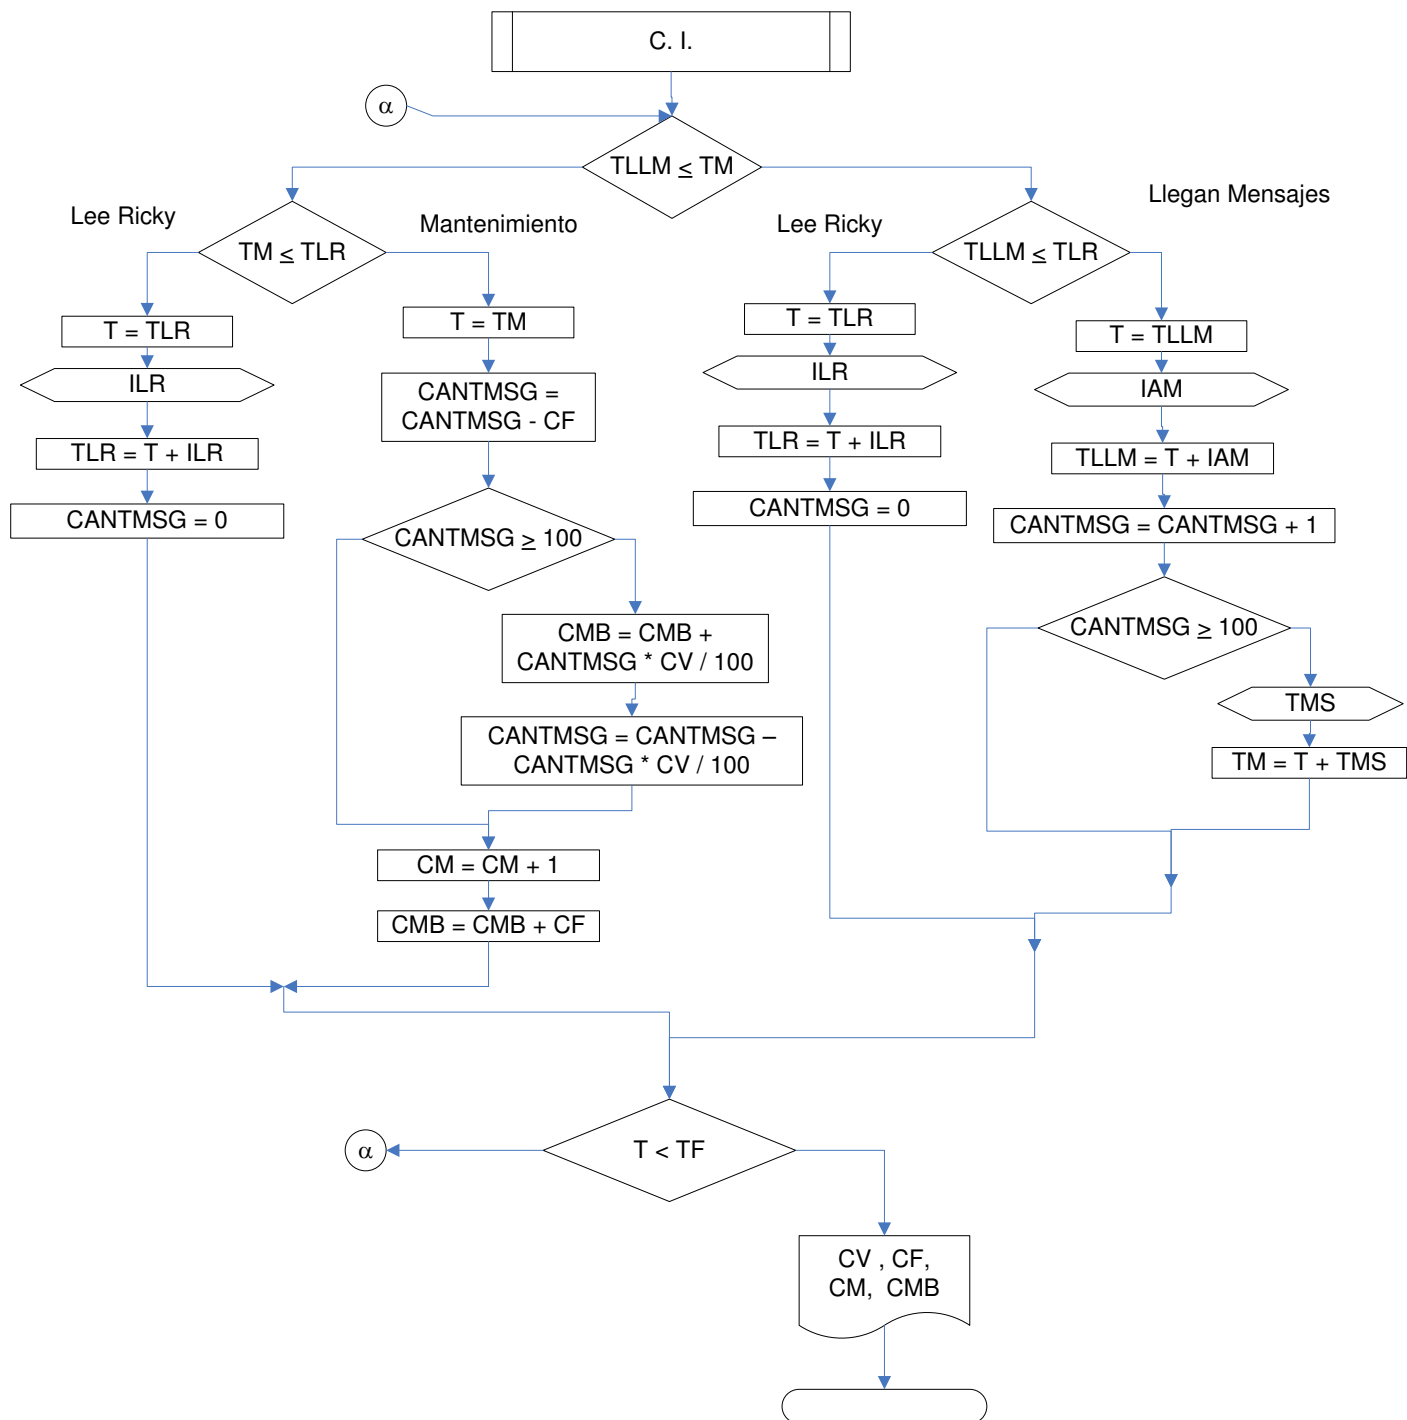 C. I.
α
TLLM ≤ TM
Lee Ricky
Mantenimiento
Lee Ricky
Llegan Mensajes
TM ≤ TLR
TLLM ≤ TLR
T = TLR
T = TM
T = TLR
T = TLLM
ILR
CANTMSG =
CANTMSG - CF
ILR
IAM
TLR = T + ILR
TLR = T + ILR
TLLM = T + IAM
CANTMSG = 0
CANTMSG = 0
CANTMSG = CANTMSG + 1
CANTMSG ≥ 100
CANTMSG ≥ 100
CMB = CMB +
CANTMSG * CV / 100
TMS
CANTMSG = CANTMSG –
CANTMSG * CV / 100
TM = T + TMS
CM = CM + 1
CMB = CMB + CF
α
T < TF
CV , CF,
CM, CMB